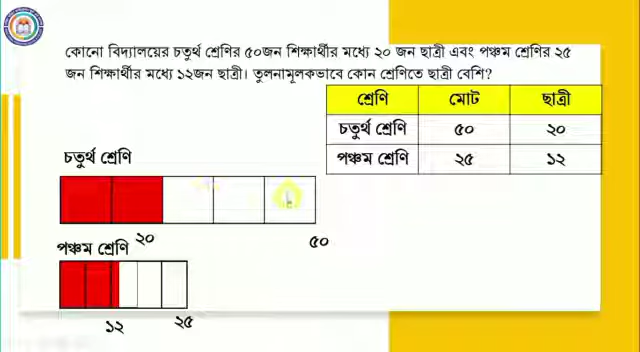 কোনো বিদ্যালয়ের চতুর্থ শ্রেণির ৫০জন শিক্ষার্থীর মধ্যে ২০ জন ছাত্রী এবং পঞ্চম শ্রেণির ২৫
জন শিক্ষার্থীর মধ্যে ১২জন ছাত্রী। তুলনামূলকভাবে কোন শ্রেণিতে ছাত্রী বেশি?
শ্রেণি মোট ছাত্রী
চতুর্থ শ্রেণি ৫০ ২০
পঞ্চম শ্রেণি ২৫ ১২
চতুর্থ শ্রেণি
২০ ৫০
পঞ্চম শ্রেণি
১২ ২৫